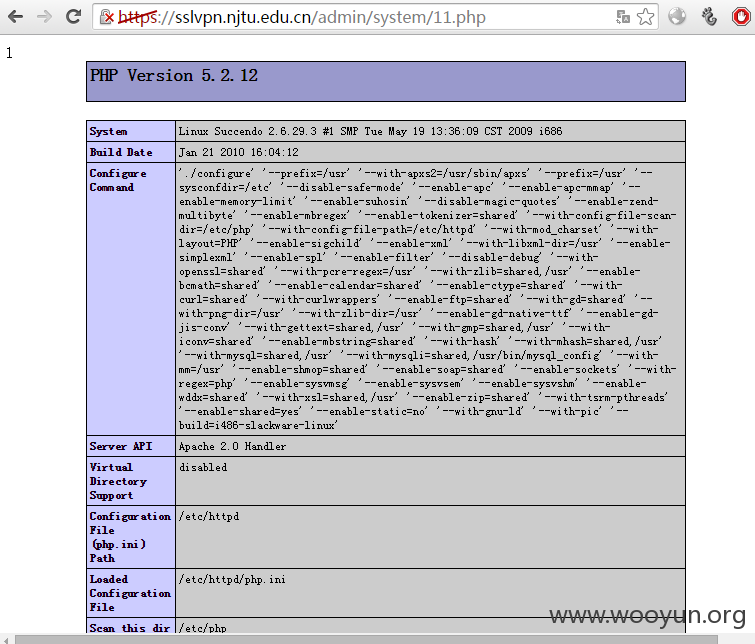 https://sslvpn.njtu.edu.cn/admin/system/11.php
1
PHP Version 5.2.12
System
Linux Succendo 2.6.29.3 #1 SMP Tue May 19 13:36:09 CST 2009 i686
Build Date
Jan 21 2010 16:04:12
Configure
Command
'./configure' '--prefix=/usr' '--with-apxs2=/usr/sbin/apxs' '--prefix=/usr' '--
sysconfdir=/etc' '--disable-safe-mode' '--enable-apc' '--enable-apc-mmap' '--
enable-memory-limit' '--enable-suhosin' '--disable-magic-quotes' '--enable-zend-
multibyte' '--enable-mbregex' '--enable-tokenizer=shared' '--with-config-file-scan-
dir=/etc/php' '--with-config-file-path=/etc/httpd' '--with-mod_charset' '--with-
layout=PHP' '--enable-sigchild' '--enable-xml' '--with-libxml-dir=/usr' '--enable-
simplexml' '--enable-spl' '--enable-filter' '--disable-debug' '--with-
openssl=shared' '--with-pcre-regex=/usr' '--with-zlib=shared,/usr' '--enable-
bcmath=shared' '--enable-calendar=shared' '--enable-ctype=shared' '--with-
curl=shared' '--with-curlwrappers' '--enable-ftp=shared' '--with-gd=shared' '--
with-png-dir=/usr' '--with-zlib-dir=/usr' '--enable-gd-native-ttf' '--enable-gd-
jis-conv' '--with-gettext=shared,/usr' '--with-gmp=shared,/usr' '--with-
iconv=shared' '--enable-mbstring=shared' '--with-hash' '--with-mhash=shared,/usr'
'--with-mysql=shared,/usr' '--with-mysqli=shared,/usr/bin/mysql_config' '--with-
mm=/usr' '--enable-shmop=shared' '--enable-soap=shared' '--enable-sockets' '--with-
regex=php' '--enable-sysvmsg' '--enable-sysvsem' '--enable-sysvshm' '--enable-
wddx=shared' '--with-xsl=shared,/usr' '--enable-zip=shared' '--with-tsrm-pthreads'
'--enable-shared=yes' '--enable-static=no' '--with-gnu-ld' '--with-pic' '--
build=i486-slackware-linux'
Server API
Apache 2.0 Handler
Virtual
Directory
Support
disabled
Configuration
File
(php.ini)
Path
/etc/httpd
Loaded
Configuration
File
/etc/httpd/php.ini
Scan this dir
/etc/php
www.wooyun.org